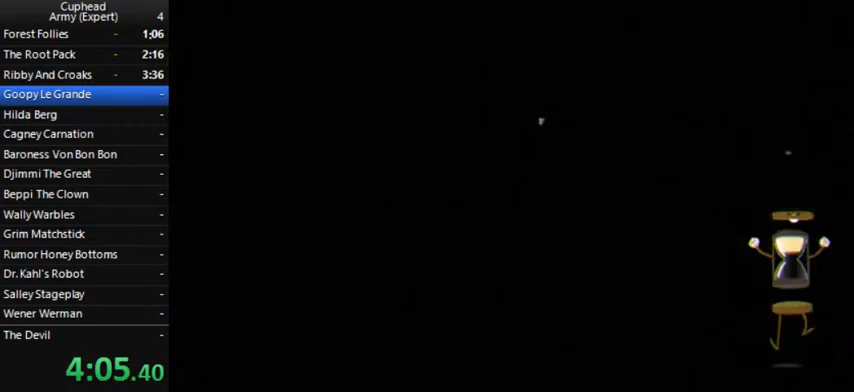 Cuphead
Army (Expert) 4
Forest Follies - 1:06
The Root Pack - 2:16
Ribby And Croaks - 3:36
Goopy Le Grande -
Hilda Berg -
Cagney Carnation -
Baroness Von Bon Bon -
Djimmi The Great -
Beppi The Clown -
Wally Warbles -
Grim Matchstick -
Rumor Honey Bottoms -
Dr. Kahl's Robot -
Salley Stageplay -
Wener Werman -
The Devil -
4:05.40